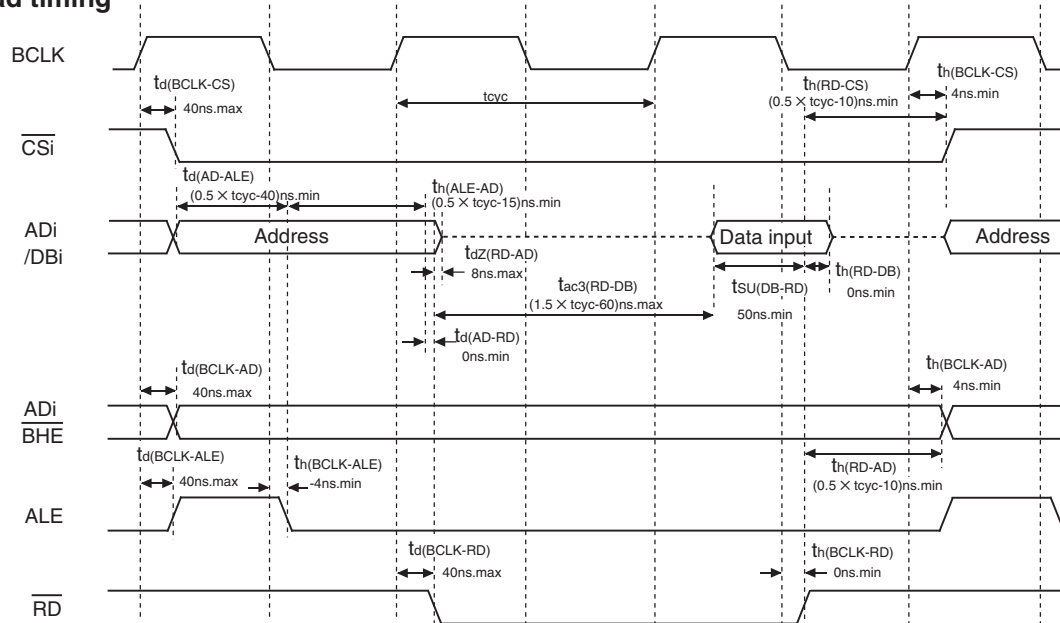 ad timing
BCLK
td(BCLK-CS)
40ns.max
tcyc
th(RD-CS)
(0.5 × tcyc-10)ns.min
th(BCLK-CS)
4ns.min
CSi
td(AD-ALE)
(0.5 × tcyc-40)ns.min
th(ALE-AD)
(0.5 × tcyc-15)ns.min
ADi
/DBi
Address
Data input
Address
tdZ(RD-AD)
8ns.max
tac3(RD-DB)
(1.5 × tcyc-60)ns.max
tSU(DB-RD)
50ns.min
th(RD-DB)
0ns.min
td(AD-RD)
0ns.min
td(BCLK-AD)
40ns.max
th(BCLK-AD)
4ns.min
ADi
BHE
td(BCLK-ALE)
40ns.max
th(BCLK-ALE)
-4ns.min
th(RD-AD)
(0.5 × tcyc-10)ns.min
ALE
td(BCLK-RD)
40ns.max
th(BCLK-RD)
0ns.min
RD